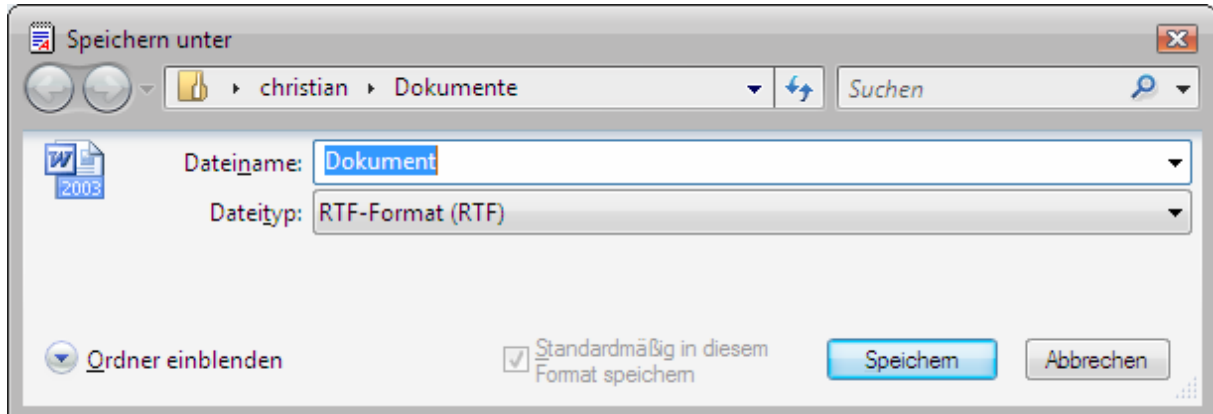 Speichern unter
christian Dokumente
Suchen
2003
Dateiname: Dokument
Dateityp: RTF-Format (RTF)
Ordner einblenden
Standardmäßig in diesem
Format speichern
Speichern
Abbrechen